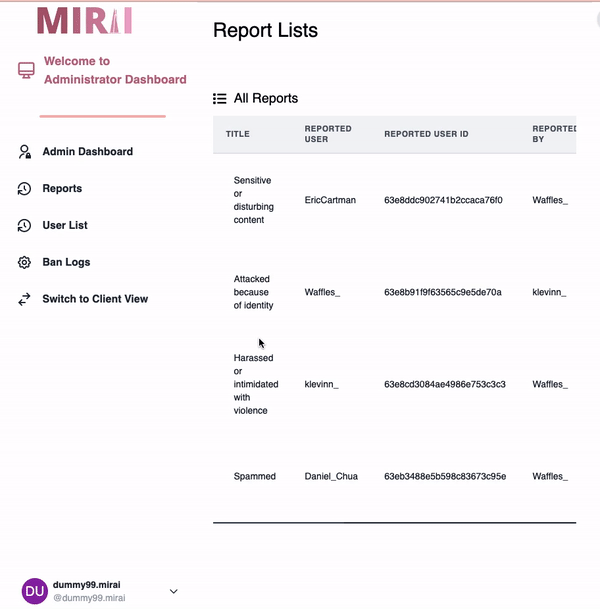 MIRAI
Report Lists
Welcome to
Administrator Dashboard
All Reports
TITLE
REPORTED
USER
REPORTED USER ID
REPORTED
BY
Admin Dashboard
Reports
User List
Ban Logs
Switch to Client View
Sensitive
or
disturbing
content
EricCartman
63e8ddc902741b2ccaca76f0
Waffles_
Attacked
because
of identity
Waffles_
63e8b91f9f63565c9e5de70a
klevinn_
Harassed
or
intimidated
with
violence
klevinn_
63e8cd3084ae4986e753c3c3
Waffles_
Spammed
Daniel_Chua
63eb3488e5b598c83673c95e
Waffles_
DU
dummy99.mirai
@dummy99.mirai